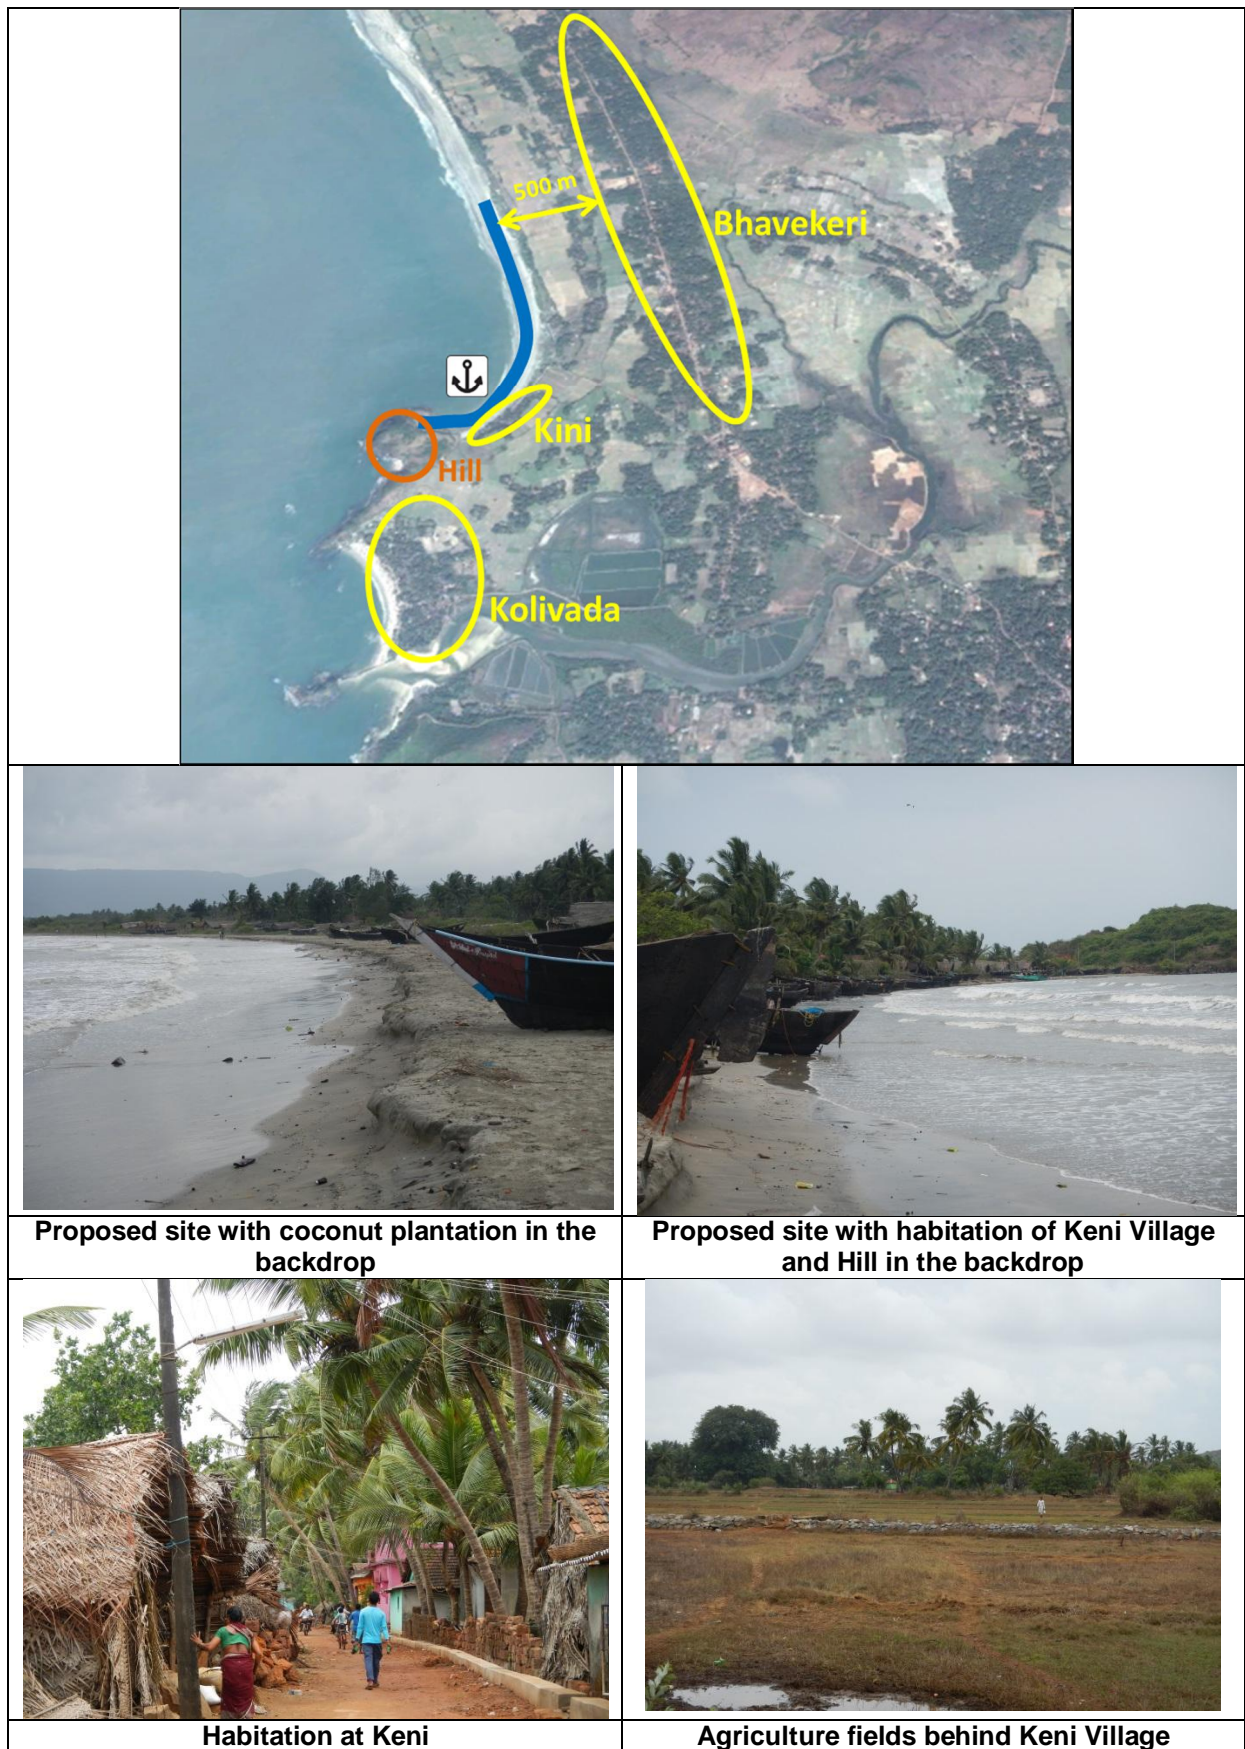 500 m
Bhavekeri
Kini
Hill
Kolivada
Proposed site with coconut plantation in the
backdrop
Proposed site with habitation of Keni Village
and Hill in the backdrop
Habitation at Keni
Agriculture fields behind Keni Village